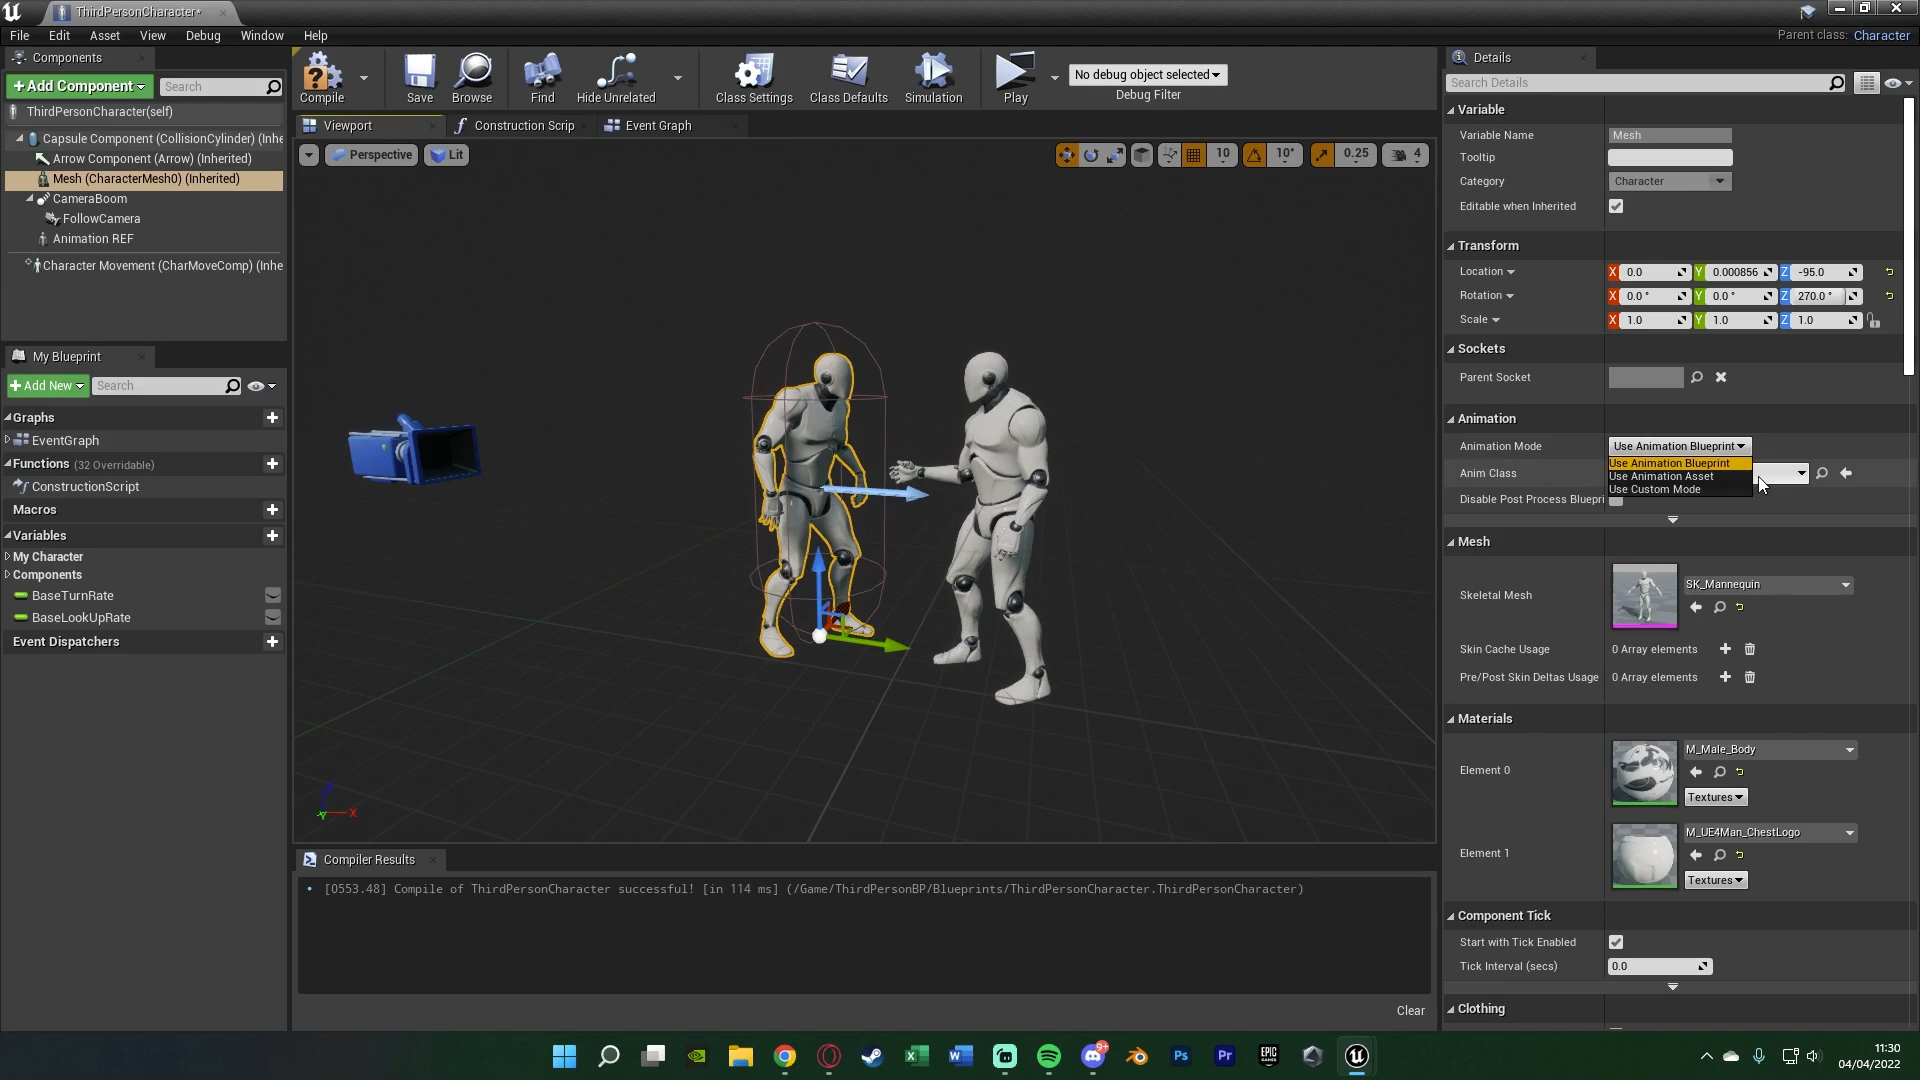 ThirdPersonCharacter*
File Edit Asset View Debug Window Help
Parent class: Character
Components
+Add Component
Search
ThirdPersonCharacter(self)
Capsule Component (CollisionCylinder) (Inhe
Arrow Component (Arrow) (Inherited)
Mesh (CharacterMesh0) (Inherited)
CameraBoom
FollowCamera
Animation REF
Character Movement (CharMoveComp) (Inhe
My Blueprint
+Add New
Search
Graphs
EventGraph
Functions (32 Overridable)
ConstructionScript
Macros
Variables
My Character
Components
BaseTurnRate
BaseLookUpRate
Event Dispatchers
Compile
Save
Browse
Find
Hide Unrelated
Class Settings
Class Defaults
Simulation
Play
No debug object selected
Debug Filter
Viewport
Construction Scrip
Event Graph
Perspective
Lit
10
10°
0.25
4
X
Y
Compiler Results
• [0553.48] Compile of ThirdPersonCharacter successful! [in 114 ms] (/Game/ThirdPersonBP/Blueprints/ThirdPersonCharacter.ThirdPersonCharacter)
Clear
Details
Search Details
Variable
Variable Name Mesh
Tooltip
Category Character
Editable when Inherited
Transform
Location X 0.0 Y 0.000856 Z -95.0
Rotation X 0.0° Y 0.0° Z 270.0°
Scale X 1.0 Y 1.0 Z 1.0
Sockets
Parent Socket
Animation
Animation Mode Use Animation Blueprint
Use Animation Blueprint
Anim Class
Use Animation Asset
Use Custom Mode
Disable Post Process Bluepri
Mesh
Skeletal Mesh
SK_Mannequin
Skin Cache Usage 0 Array elements
Pre/Post Skin Deltas Usage 0 Array elements
Materials
Element 0
M_Male_Body
Textures
Element 1
M_UE4Man_ChestLogo
Textures
Component Tick
Start with Tick Enabled
Tick Interval (secs) 0.0
Clothing
X
W
9+
Ps
Pr
EPIC
GAMES
11:30
04/04/2022